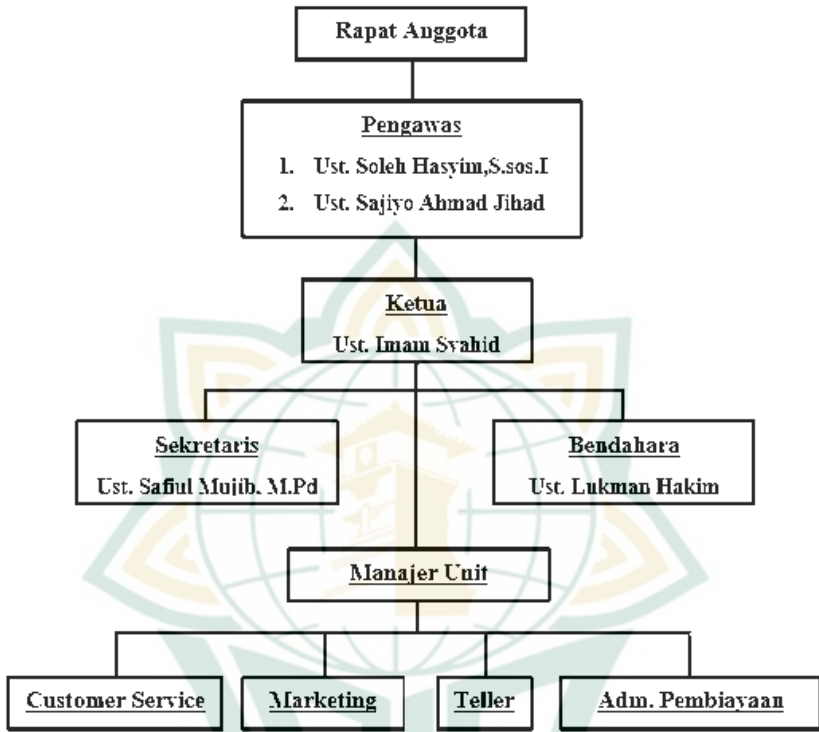 Rapat Anggota
Pengawas
1. Ust. Soleh Hasyim,S.sos.I
2. Ust. Sajiyo Ahmad Jihad
Ketua
Ust. Imam Syahid
Sekretaris
Ust. Safiul Mujib. M.Pd
Bendahara
Ust. Lukman Hakim
Manajer Unit
Customer Service
Marketing
Teller
Adm. Pembiayaan